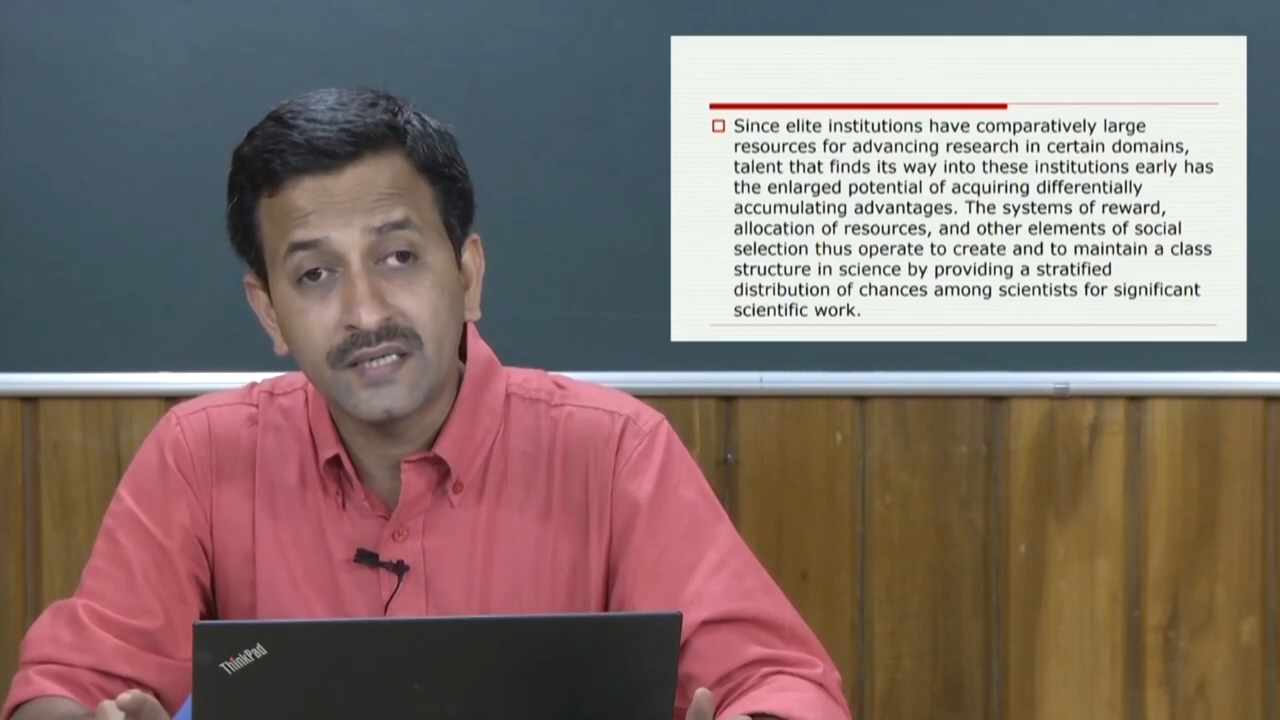 Since elite institutions have comparatively large
resources for advancing research in certain domains,
talent that finds its way into these institutions early has
the enlarged potential of acquiring differentially
accumulating advantages. The systems of reward,
allocation of resources, and other elements of social
selection thus operate to create and to maintain a class
structure in science by providing a stratified
distribution of chances among scientists for significant
scientific work.
ThinkPad